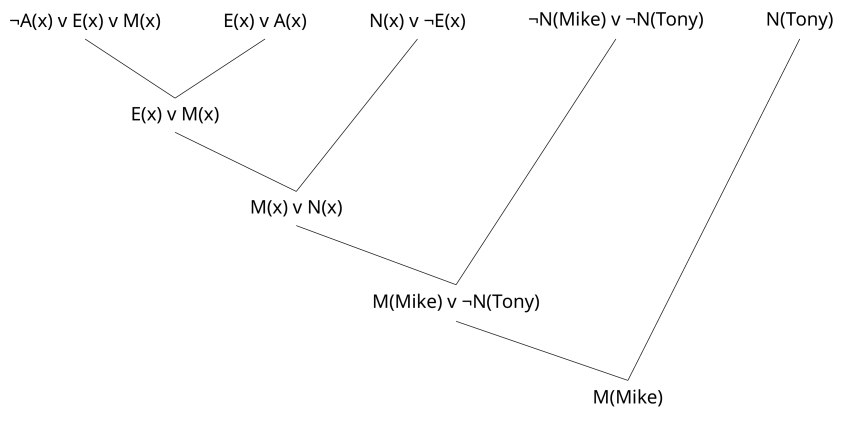 ¬A(x) v E(x) v M(x)
E(x) v A(x)
N(x) v ¬E(x)
¬N(Mike) v ¬N(Tony)
N(Tony)
E(x) v M(x)
M(x) v N(x)
M(Mike) v ¬N(Tony)
M(Mike)